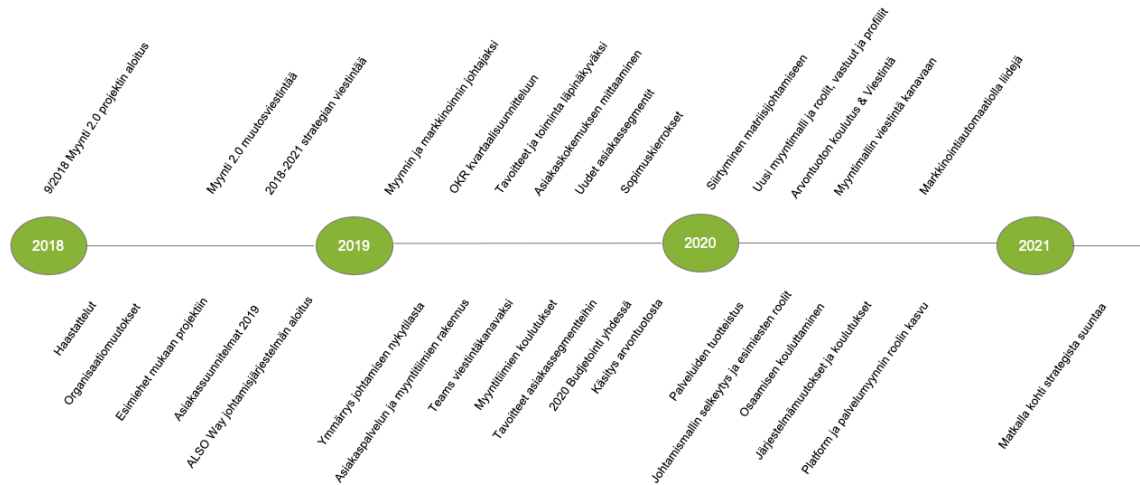 9/2018 Myynti 2.0 projektin aloitus
Myynti 2.0 muutosviestintää
2018-2021 strategian viestintää
Myynnin ja markkinoinnin johtajaksi
OKR kvartaalisuunnitteluun
Tavoitteet ja toiminta läpinäkyväksi
Asiakaskokemuksen mittaaminen
Uudet asiakassegmentit
Sopimuskierrokset
Siirtyminen matriisijohtamiseen
Uusi myyntimalli ja roolit, vastuut ja profiilit
Arvontuoton koulutus & Viestintä
Myyntimallin viestintä kanavaan
Markkinointiautomaatiolla liidejä
2018
2019
2020
2021
Haastattelut
Organisaatiomuutokset
Esimiehet mukaan projektiin
Asiakassuunnitelmat 2019
ALSO Way johtamisjärjestelmän aloitus
Ymmärrys johtamisen nykytilasta
Asiakaspalvelun ja myyntitiimien rakennus
Teams viestintäkanavaksi
Myyntitiimien koulutukset
Tavoitteet asiakassegmentteihin
2020 Budjetointi yhdessä
Käsitys arvontuotosta
Palveluiden tuotteistus
Johtamismallin selkeytys ja esimiesten roolit
Osaamisen kouluttaminen
Järjestelmämuutokset ja koulutukset
Platform ja palvelumyynnin roolin kasvu
Matkalla kohti strategista suuntaa